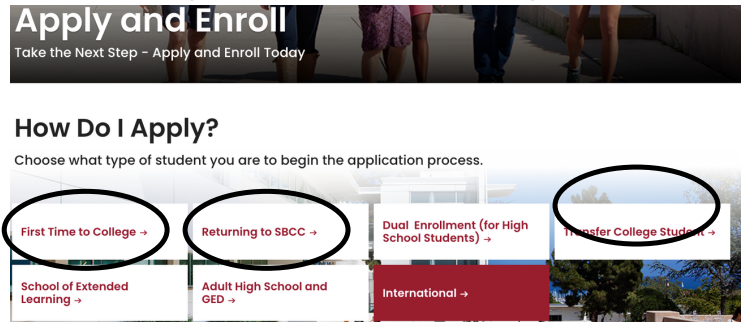 Apply and Enroll
Take the Next Step - Apply and Enroll Today
How Do I Apply?
Choose what type of student you are to begin the application process.
First Time to College →
Returning to SBCC →
Dual Enrollment (for High
School Students) →
Transfer College Student →
School of Extended
Learning →
Adult High School and
GED →
International →